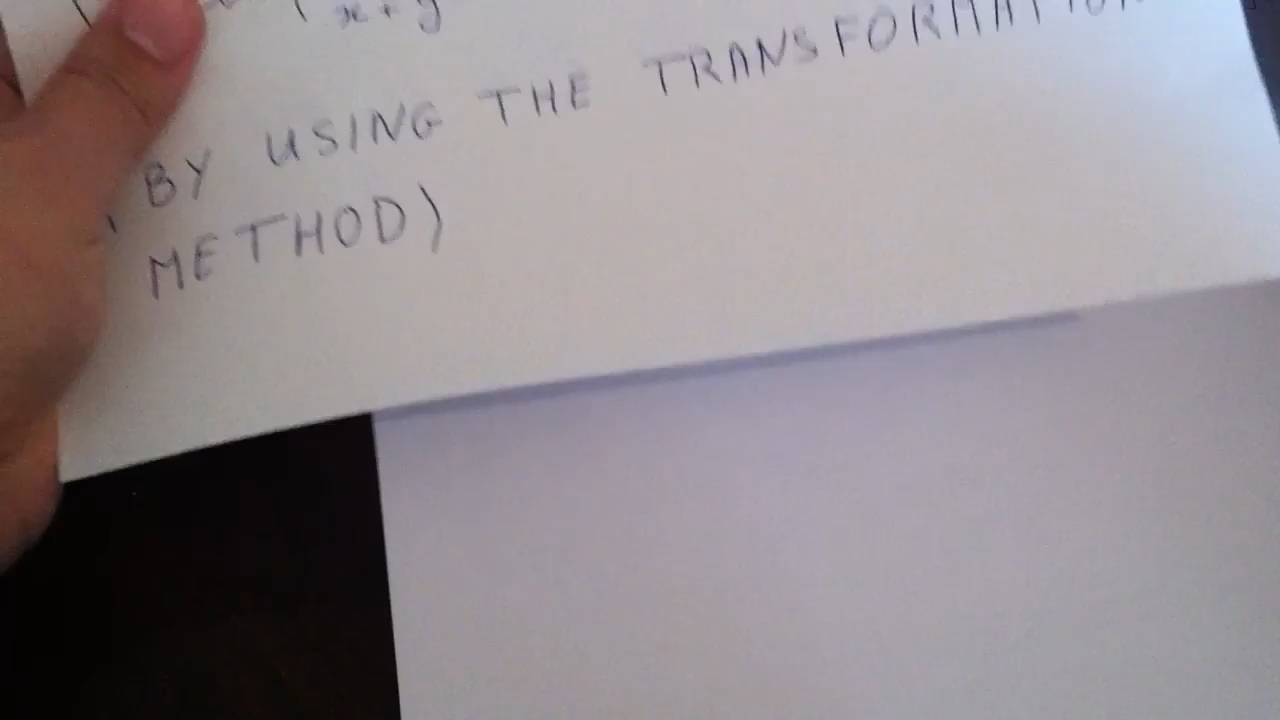 x+y
BY USING THE TRANSFORMATION
METHOD)